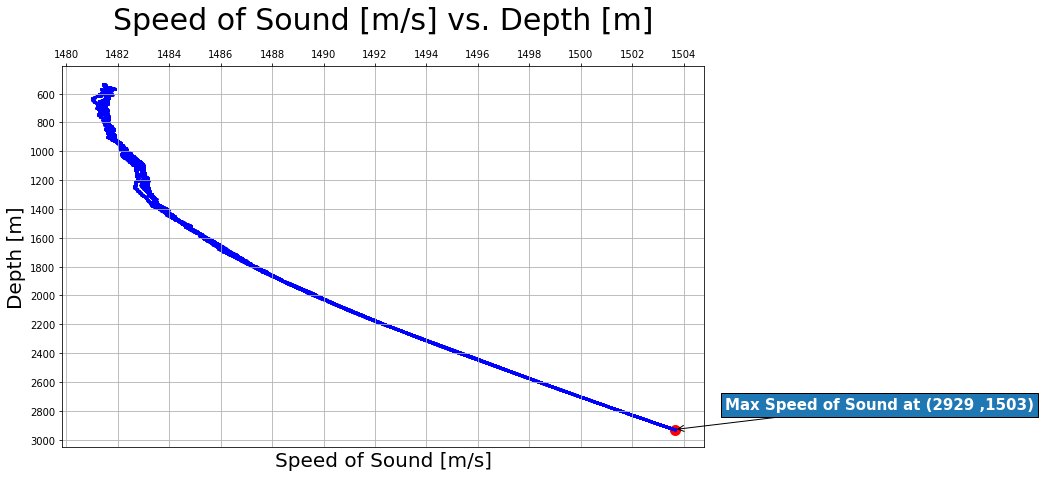 Speed of Sound [m/s] vs. Depth [m]
1480 1482 1484 1486 1488 1490 1492 1494 1496 1498 1500 1502 1504
600
800
1000
1200
1400
1600
1800
2000
2200
2400
2600
2800
3000
Depth [m]
Max Speed of Sound at (2929 ,1503)
Speed of Sound [m/s]